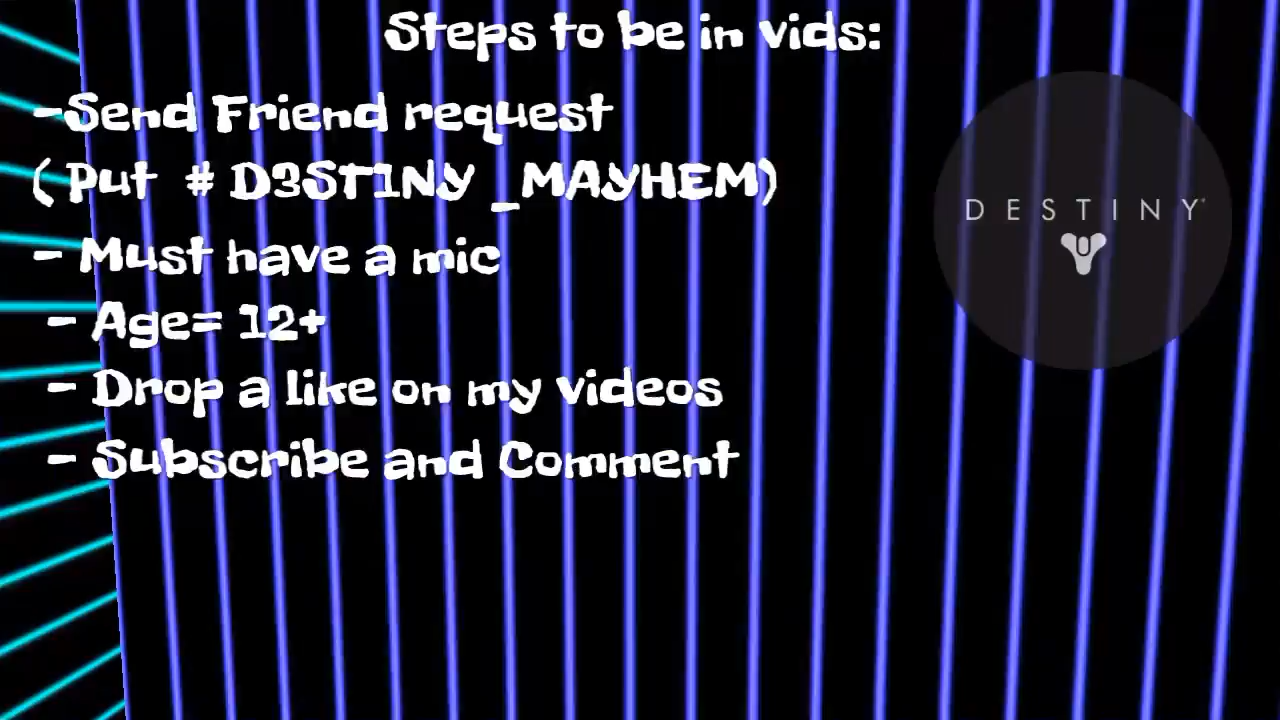 Steps to be in vids:
-Send Friend request
( Put # D3ST1NY _MAYHEM)
- Must have a mic
- Age= 12+
- Drop a like on my videos
- Subscribe and Comment
DESTINY